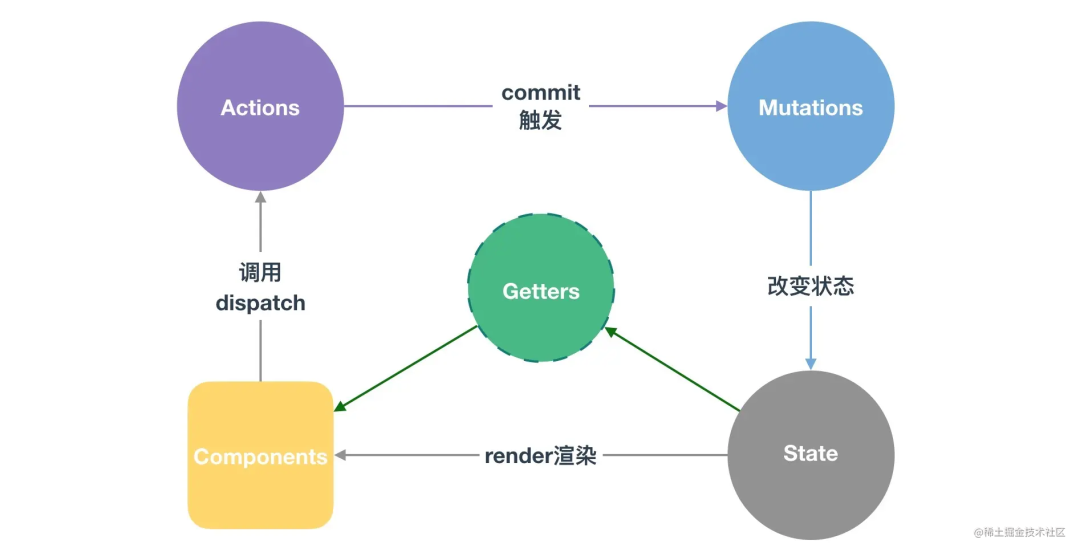 Actions
commit
触发
Mutations
调用
dispatch
Getters
改变状态
Components
render渲染
State
@稀土掘金技术社区